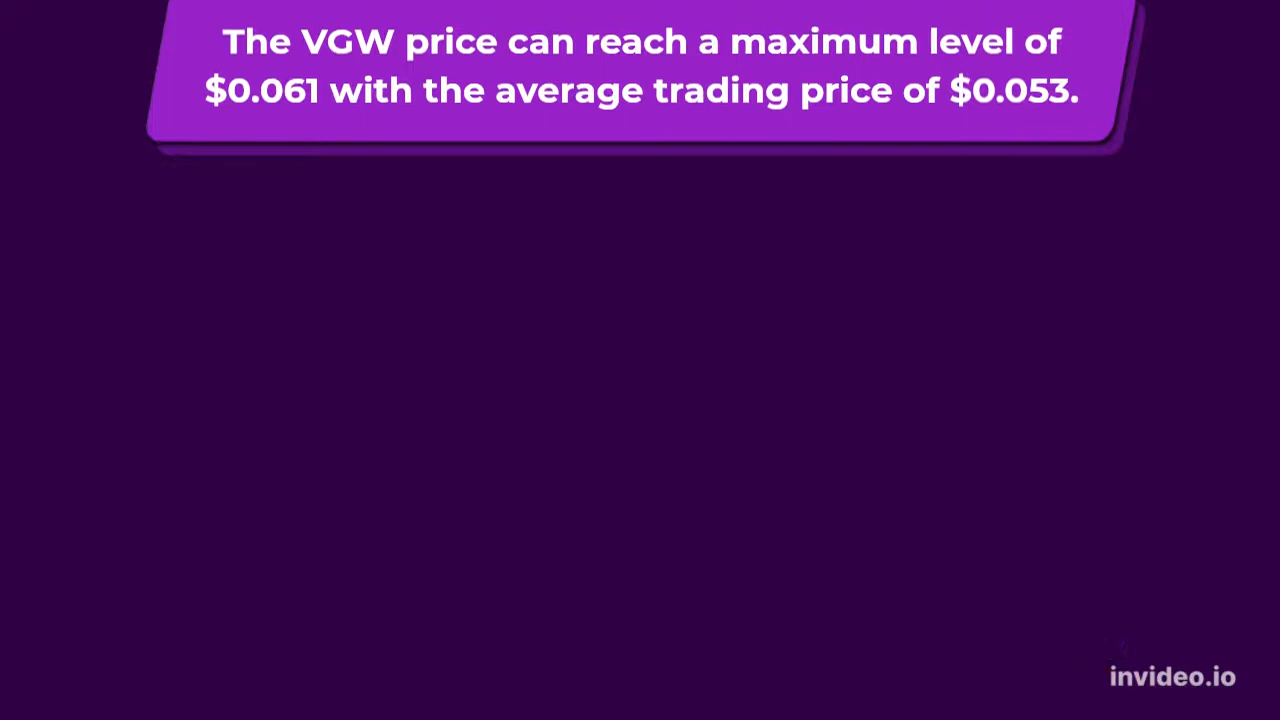 The VGW price can reach a maximum level of
$0.061 with the average trading price of $0.053.
invideo.io